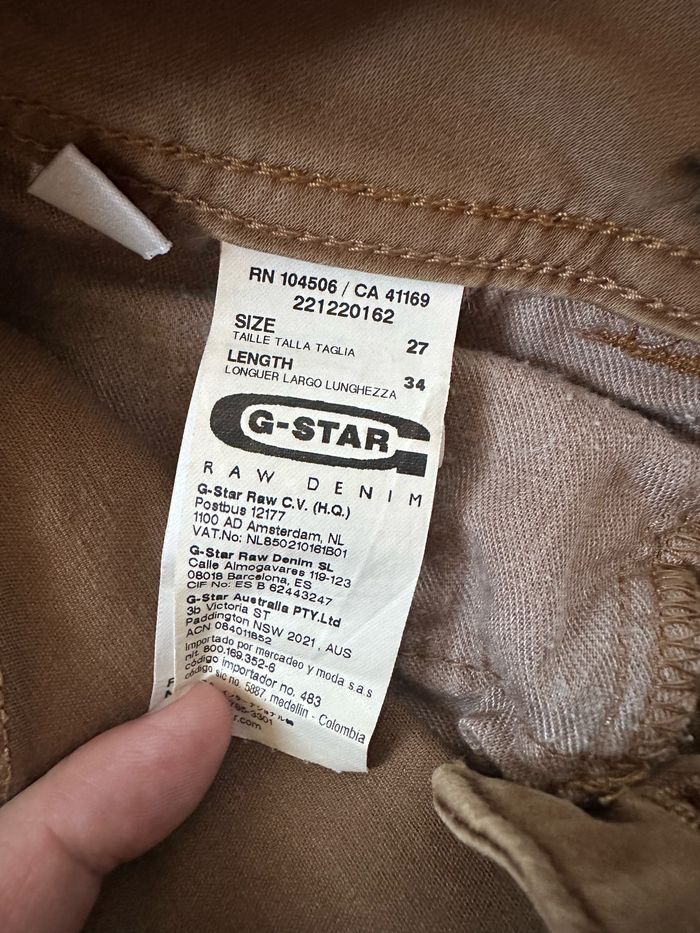 RN 104506 / CA 41169
221220162
SIZE 27
TAILLE TALLA TAGLIA
LENGTH 34
LONGUER LARGO LUNGHEZZA
G-STAR
RAW DENIM
G-Star Raw C.V. (H.Q.)
Postbus 12177
1100 AD Amsterdam, NL
VAT.No: NL850210161B01
G-Star Raw Denim SL
Calle Almogavares 119-123
08018 Barcelona, ES
CIF No: ES B 62443247
G-Star Australia PTY.Ltd
3b Victoria ST
Paddington NSW 2021, AUS
ACN 084011852
importado por mercadeo y moda s.a.s
nit. 800.169.352-6
código importador no. 483
código sic no. 5887, medellin - Colombia